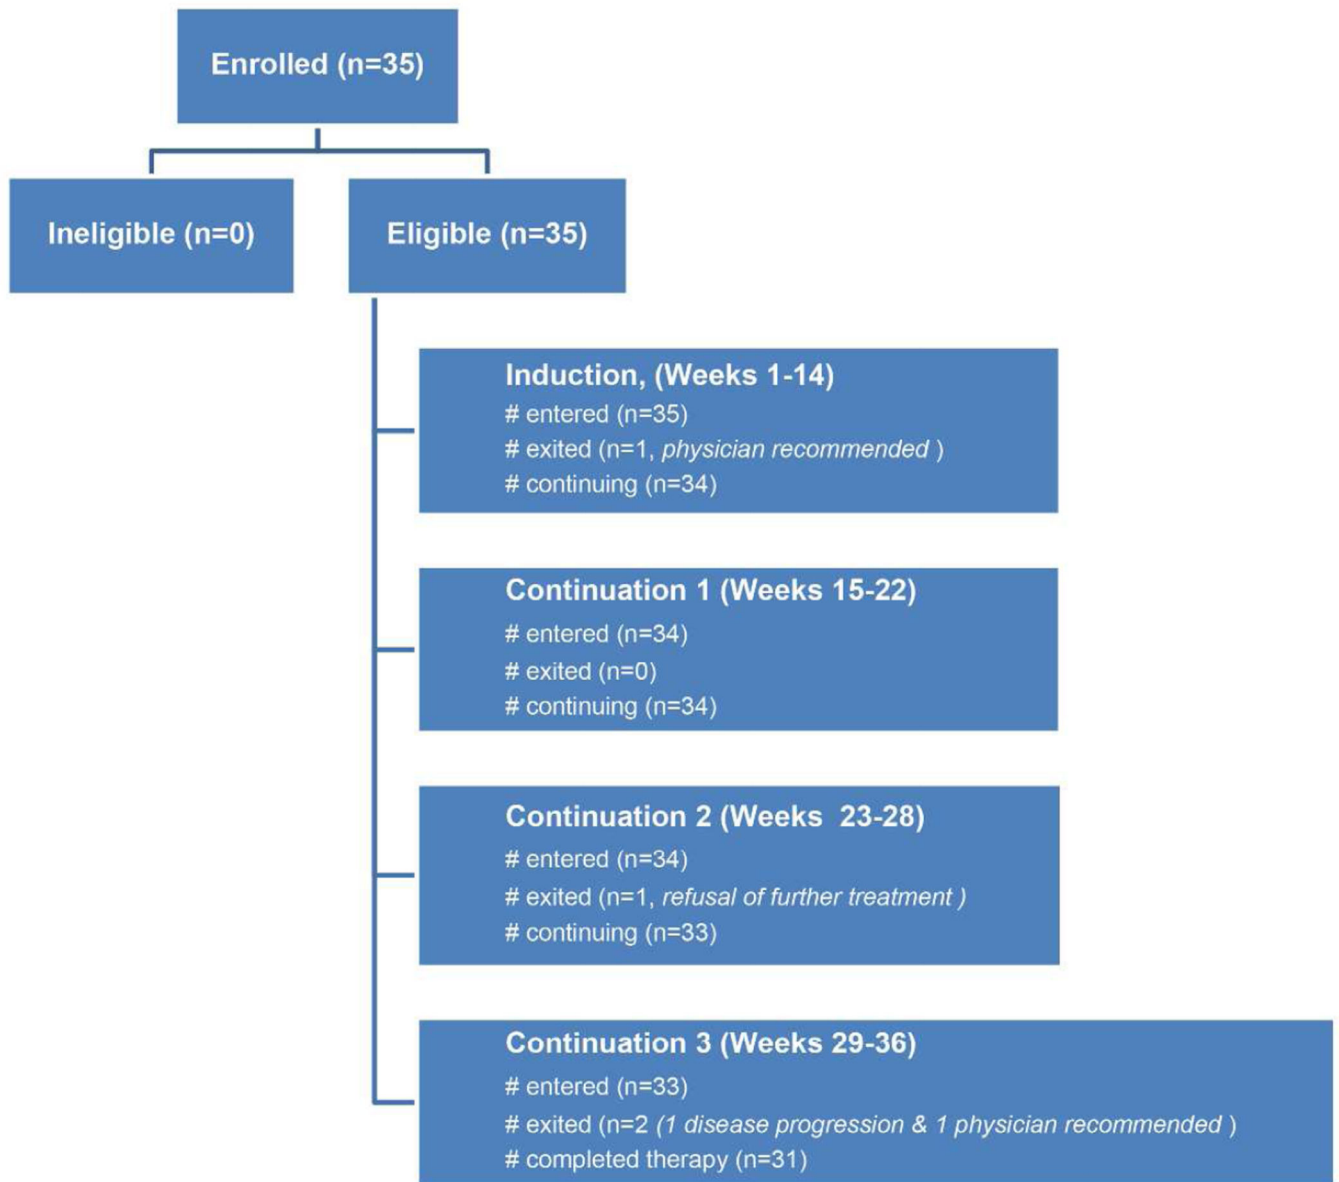 Enrolled (n=35)
Ineligible (n=0)
Eligible (n=35)
Induction, (Weeks 1-14)
# entered (n=35)
# exited (n=1, physician recommended )
# continuing (n=34)
Continuation 1 (Weeks 15-22)
# entered (n=34)
# exited (n=0)
# continuing (n=34)
Continuation 2 (Weeks  23-28)
# entered (n=34)
# exited (n=1, refusal of further treatment )
# continuing (n=33)
Continuation 3 (Weeks 29-36)
# entered (n=33)
# exited (n=2 (1 disease progression & 1 physician recommended )
# completed therapy (n=31)